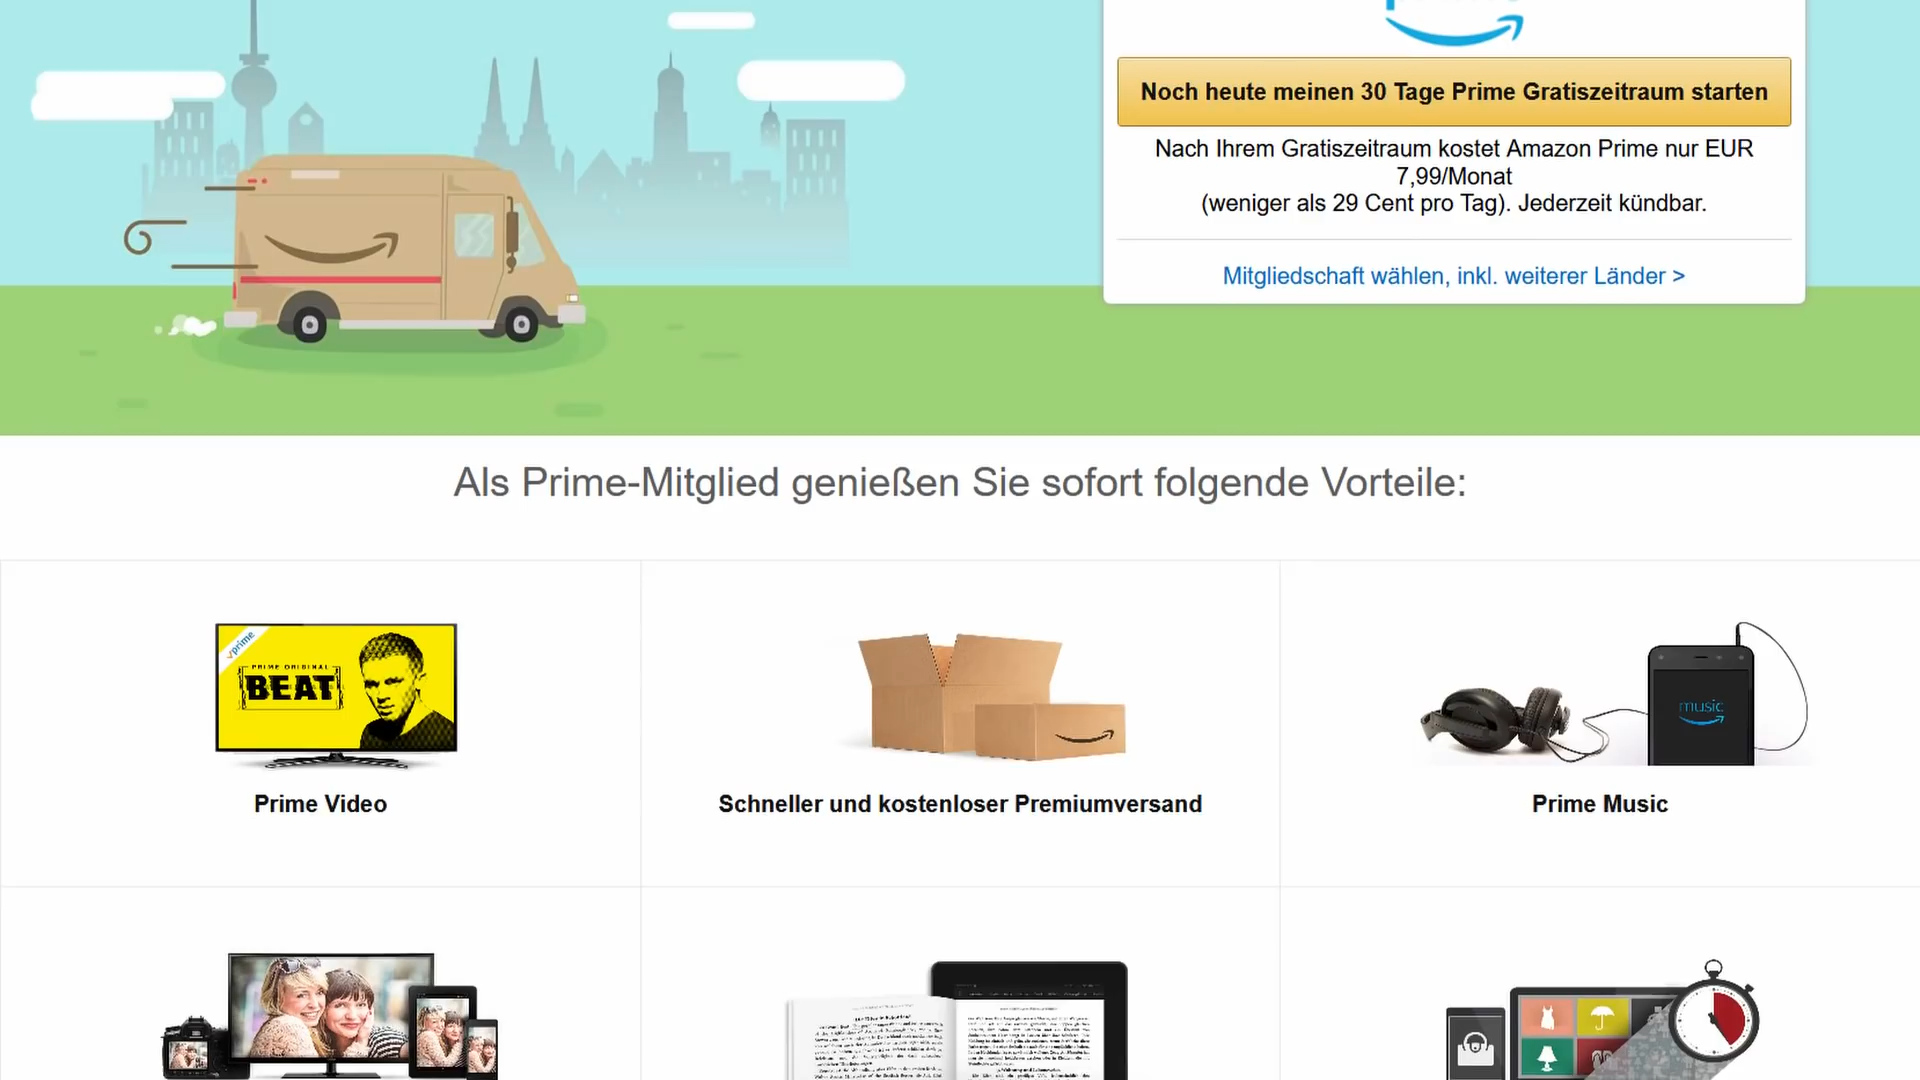 Noch heute meinen 30 Tage Prime Gratiszeitraum starten
Nach Ihrem Gratiszeitraum kostet Amazon Prime nur EUR
7,99/Monat
(weniger als 29 Cent pro Tag). Jederzeit kündbar.
Mitgliedschaft wählen, inkl. weiterer Länder >
Als Prime-Mitglied genießen Sie sofort folgende Vorteile:
prime
PRIME ORIGINAL
BEAT
music
Prime Video
Schneller und kostenloser Premiumversand
Prime Music